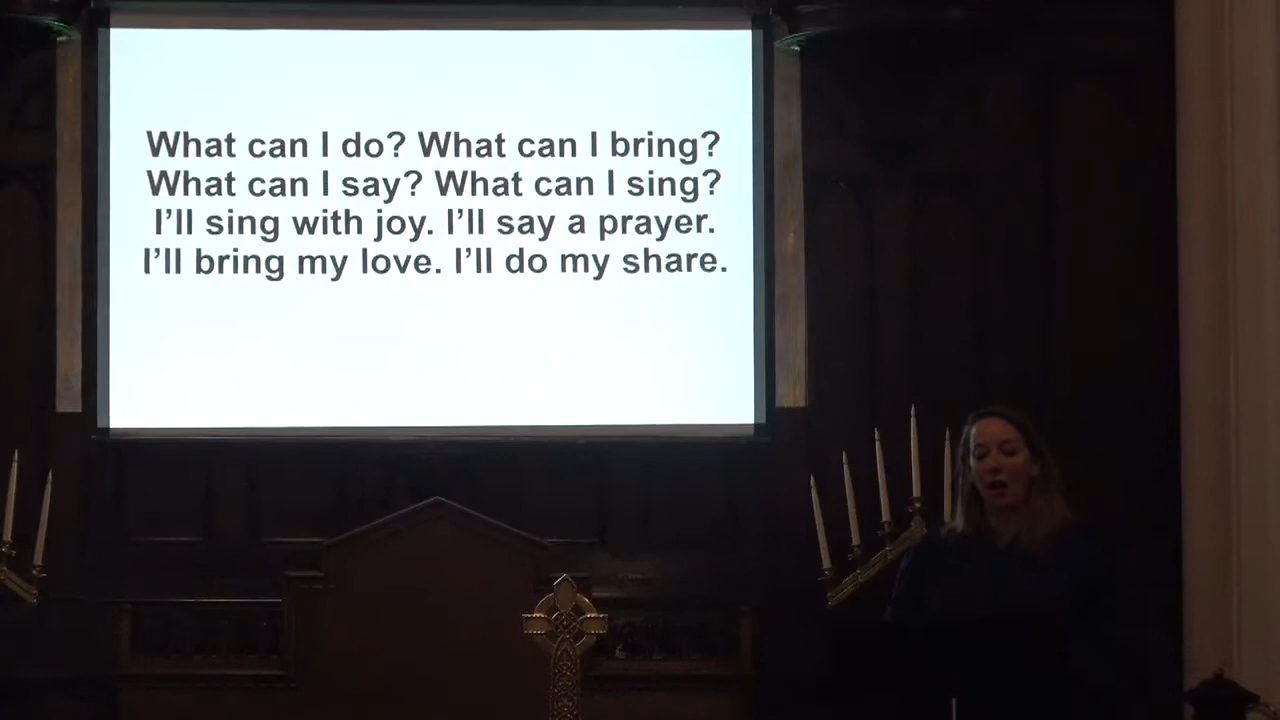 What can I do? What can I bring?
What can I say? What can I sing?
I’ll sing with joy. I’ll say a prayer.
I’ll bring my love. I’ll do my share.